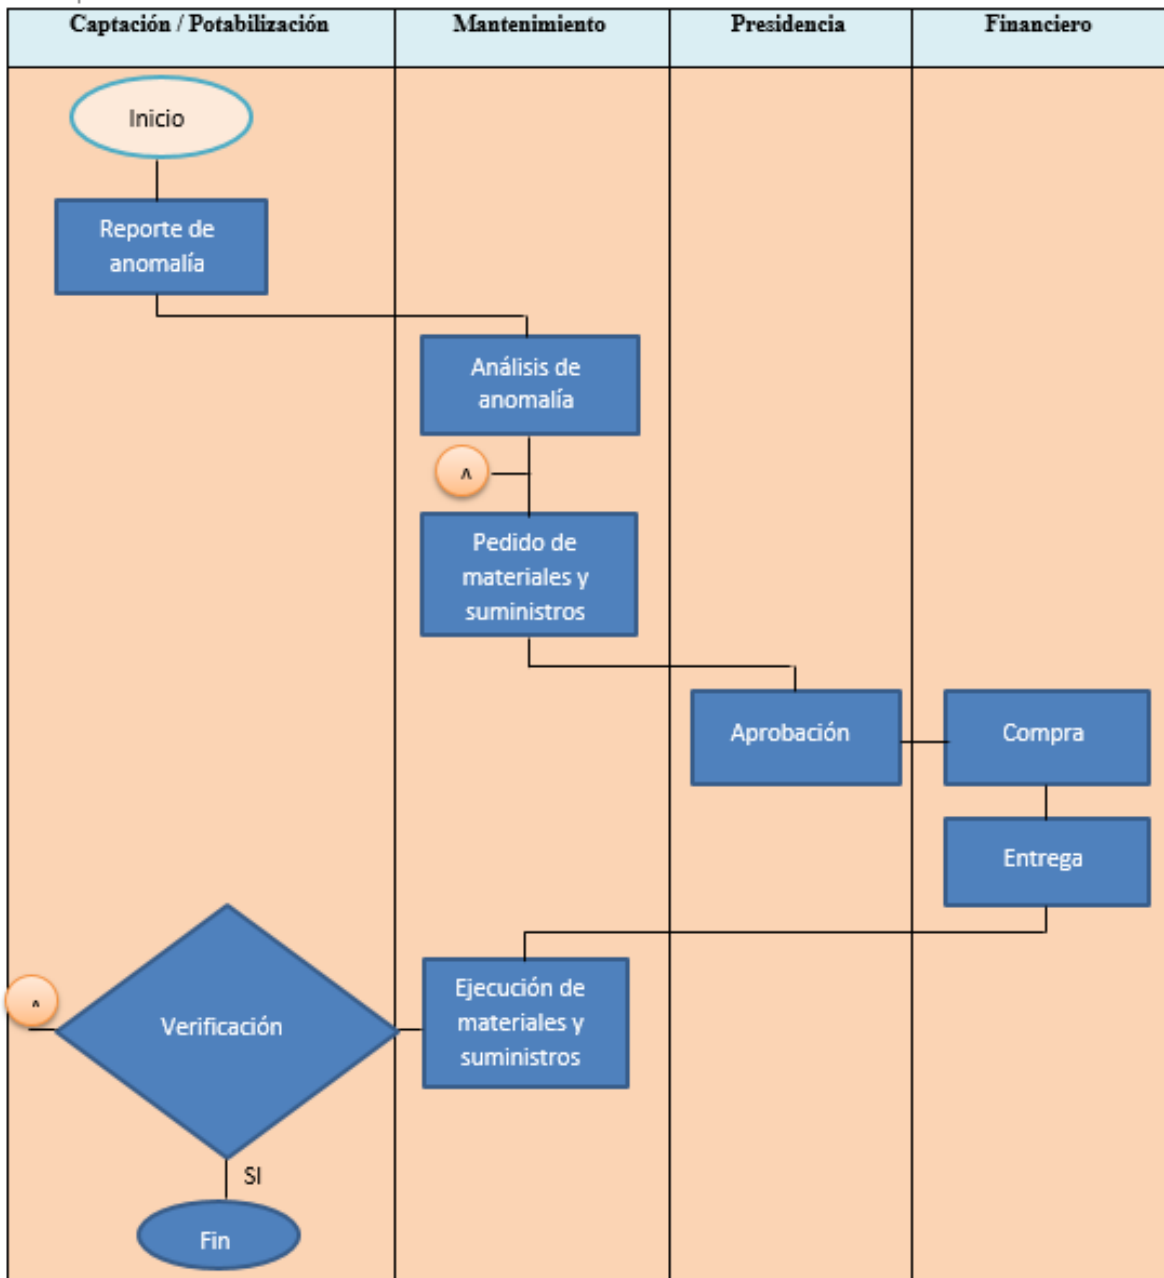 Captación / Potabilización
Mantenimiento
Presidencia
Financiero
Inicio
Reporte de
anomalía
Análisis de
anomalía
Pedido de
materiales y
suministros
Aprobación
Compra
Entrega
Verificación
Ejecución de
materiales y
suministros
SI
Fin